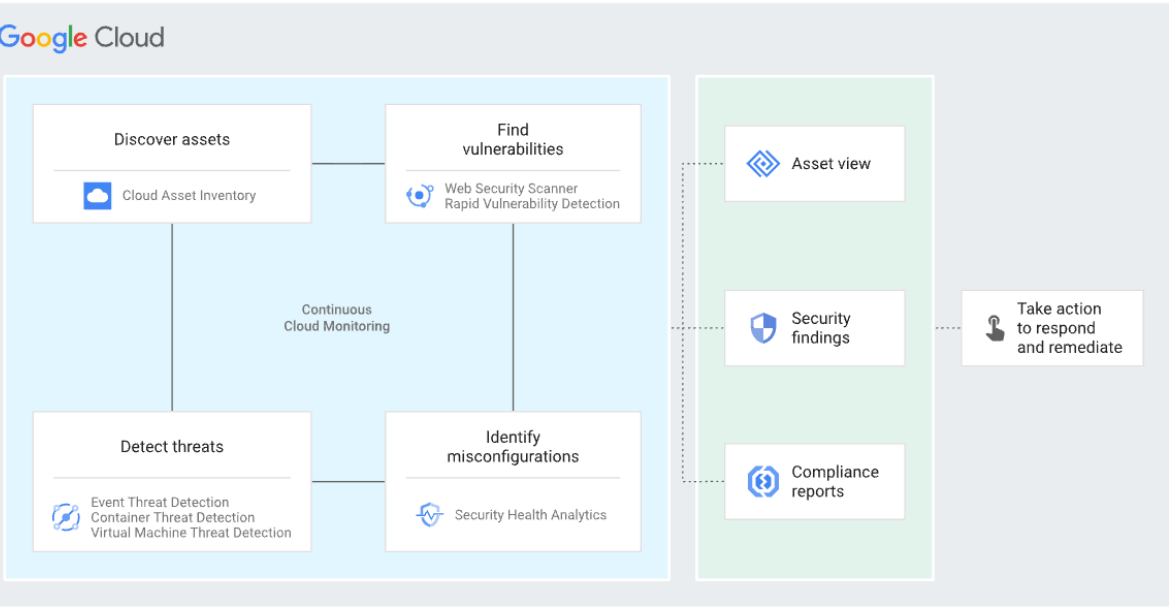 Google Cloud
Discover assets
Cloud Asset Inventory
Find
vulnerabilities
Web Security Scanner
Rapid Vulnerability Detection
Continuous
Cloud Monitoring
Detect threats
Event Threat Detection
Container Threat Detection
Virtual Machine Threat Detection
Identify
misconfigurations
Security Health Analytics
Asset view
Security
findings
Compliance
reports
Take action
to respond
and remediate